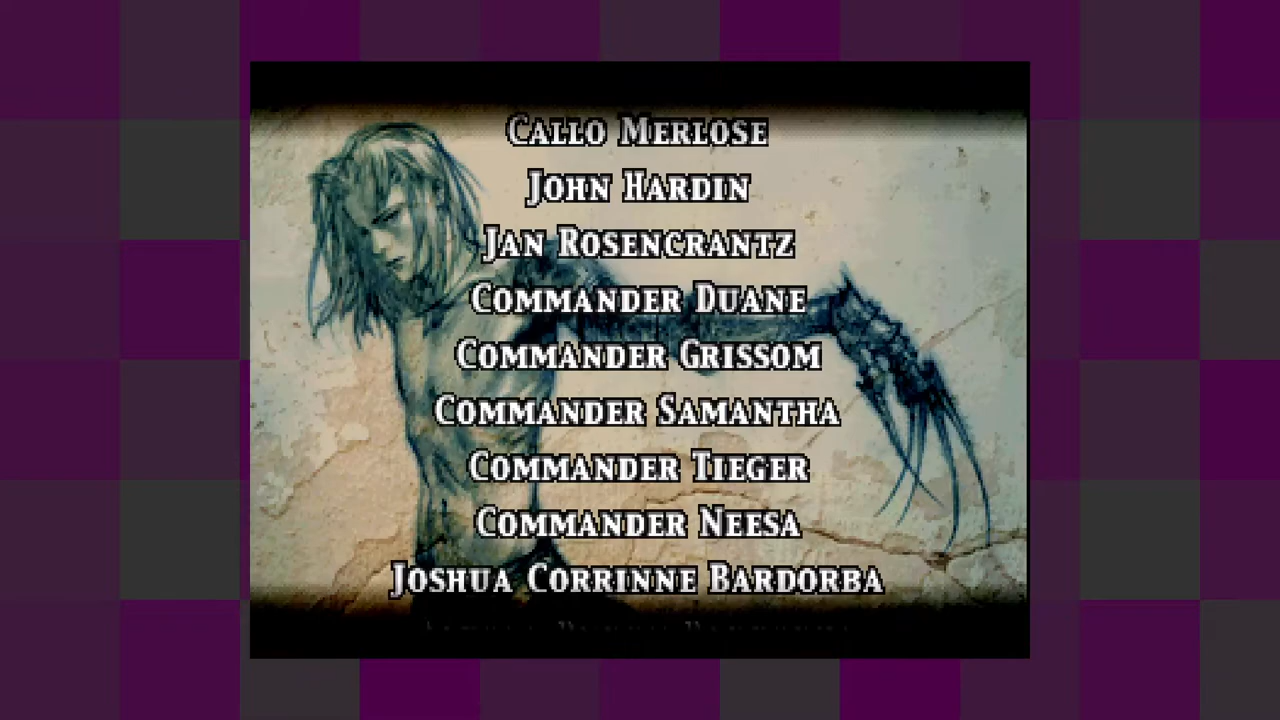 Callo Merlose
John Hardin
Jan Rosencrantz
Commander Duane
Commander Grissom
Commander Samantha
Commander Tieger
Commander Neesa
Joshua Corrinne Bardorba